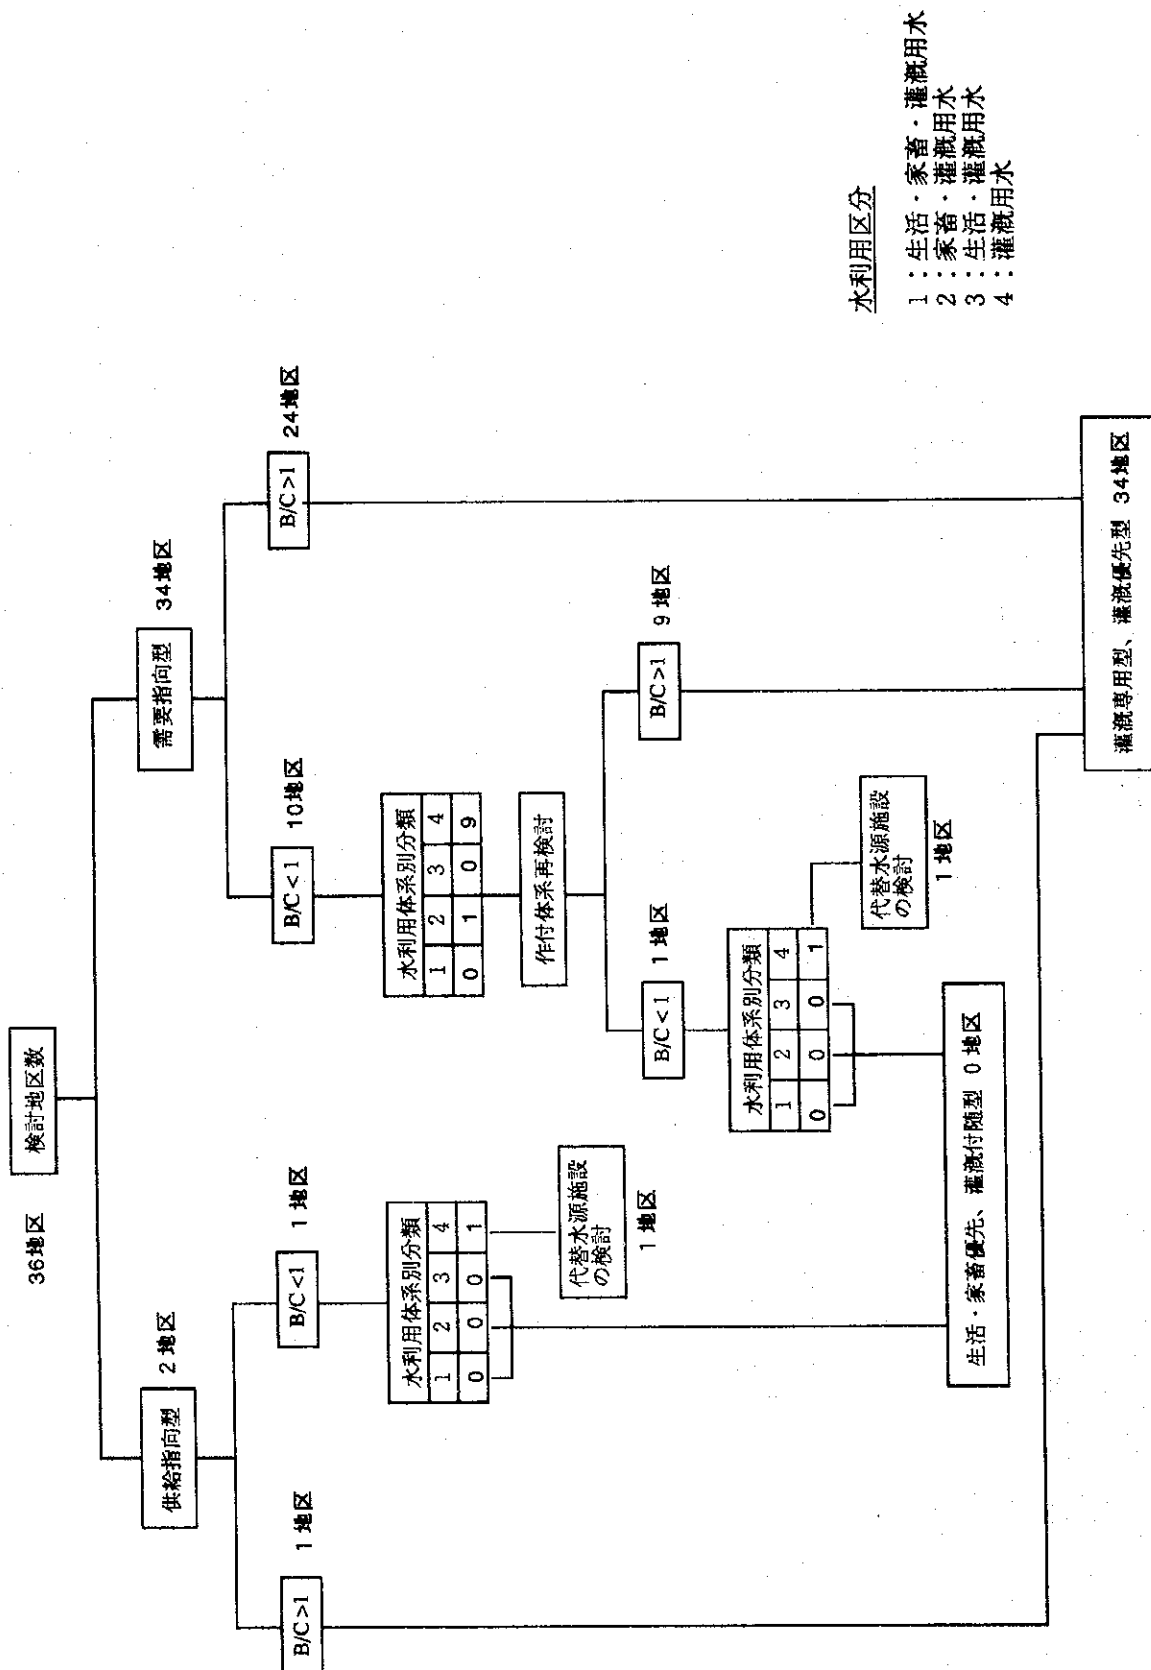 検討地区数
36地区
供給指向型
2 地区
需要指向型
34地区
B/C>1
1 地区
B/C<1
1 地区
B/C<1
10地区
B/C>1
24地区
水利用体系別分類
1 2 3 4
0 0 0 1
水利用体系別分類
1 2 3 4
0 1 0 9
代替水源施設
の検討
1 地区
作付体系再検討
B/C<1
1 地区
B/C>1
9 地区
水利用体系別分類
1 2 3 4
0 0 0 1
代替水源施設
の検討
1 地区
生活・家畜優先、灌漑付随型 0 地区
灌漑専用型、灌漑優先型 34地区
水利用区分
1：生活・家畜・灌漑用水
2：家畜・灌漑用水
3：生活・灌漑用水
4：灌漑用水